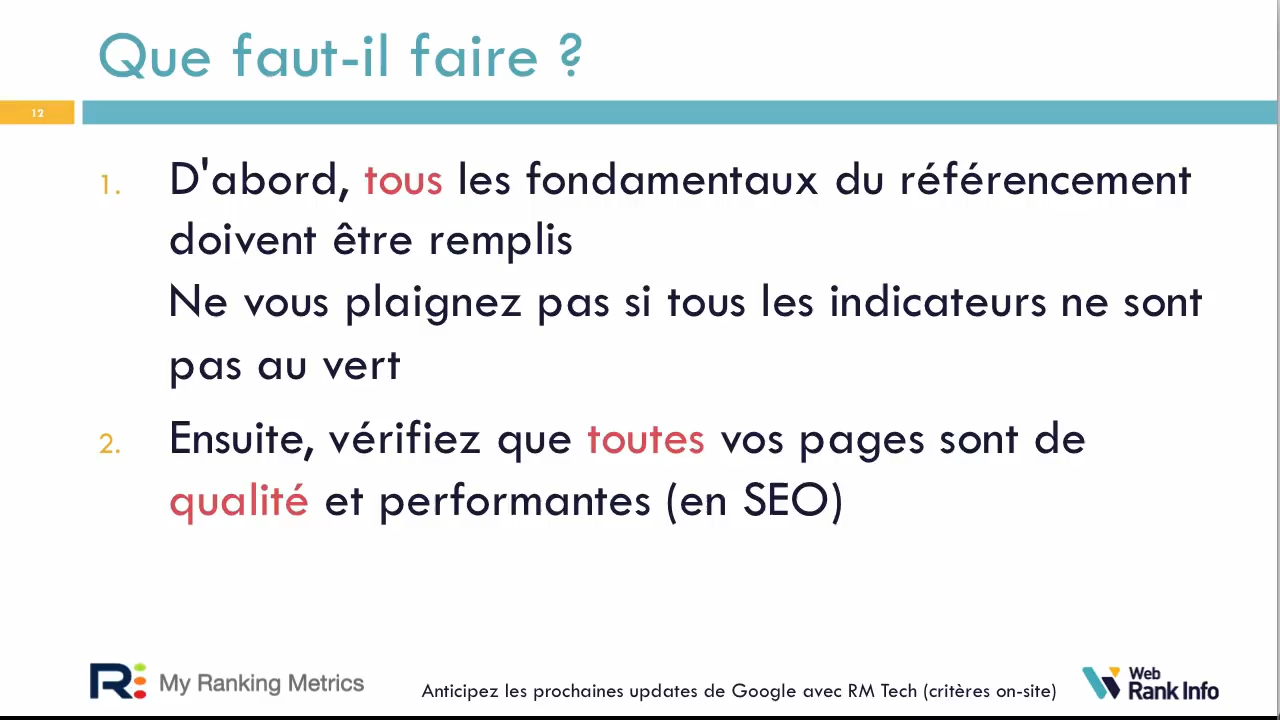 Que faut-il faire ?
12
1. D'abord, tous les fondamentaux du référencement
doivent être remplis
Ne vous plaignez pas si tous les indicateurs ne sont
pas au vert
2. Ensuite, vérifiez que toutes vos pages sont de
qualité et performantes (en SEO)
R My Ranking Metrics
Anticipez les prochaines updates de Google avec RM Tech (critères on-site)
Web
Rank Info